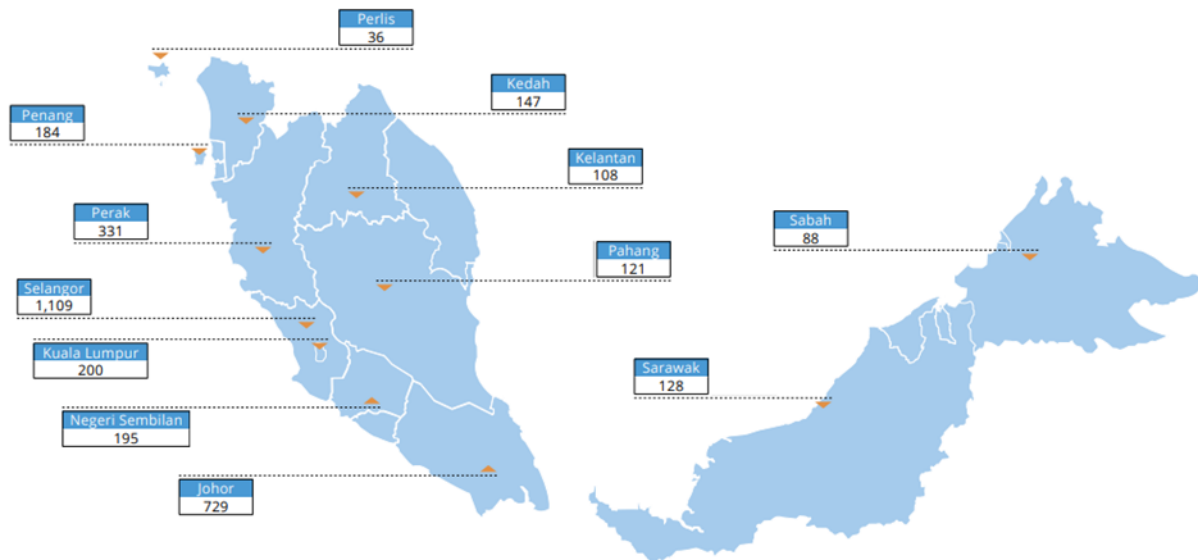 Perlis
36
Kedah
147
Penang
184
Kelantan
108
Perak
331
Sabah
88
Pahang
121
Selangor
1,109
Kuala Lumpur
200
Sarawak
128
Negeri Sembilan
195
Johor
729